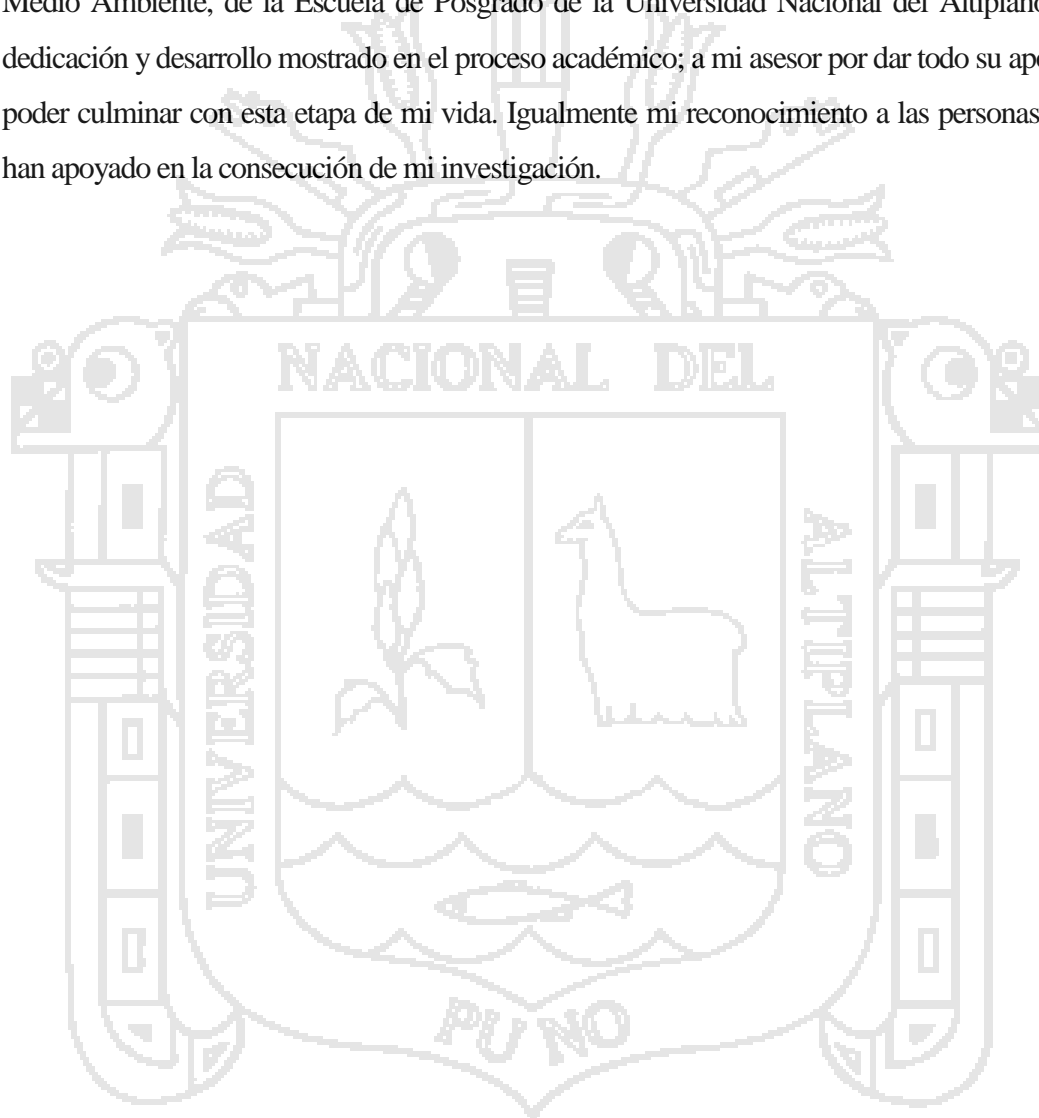 Medio Ambiente, de la Escuela de Posgrado de la Universidad Nacional del Altiplano
dedicación y desarrollo mostrado en el proceso académico; a mi asesor por dar todo su apo
poder culminar con esta etapa de mi vida. Igualmente mi reconocimiento a las personas
han apoyado en la consecución de mi investigación.
NACIONAL DEL
UNIVERSIDAD
ALTIPLANO
PUNO